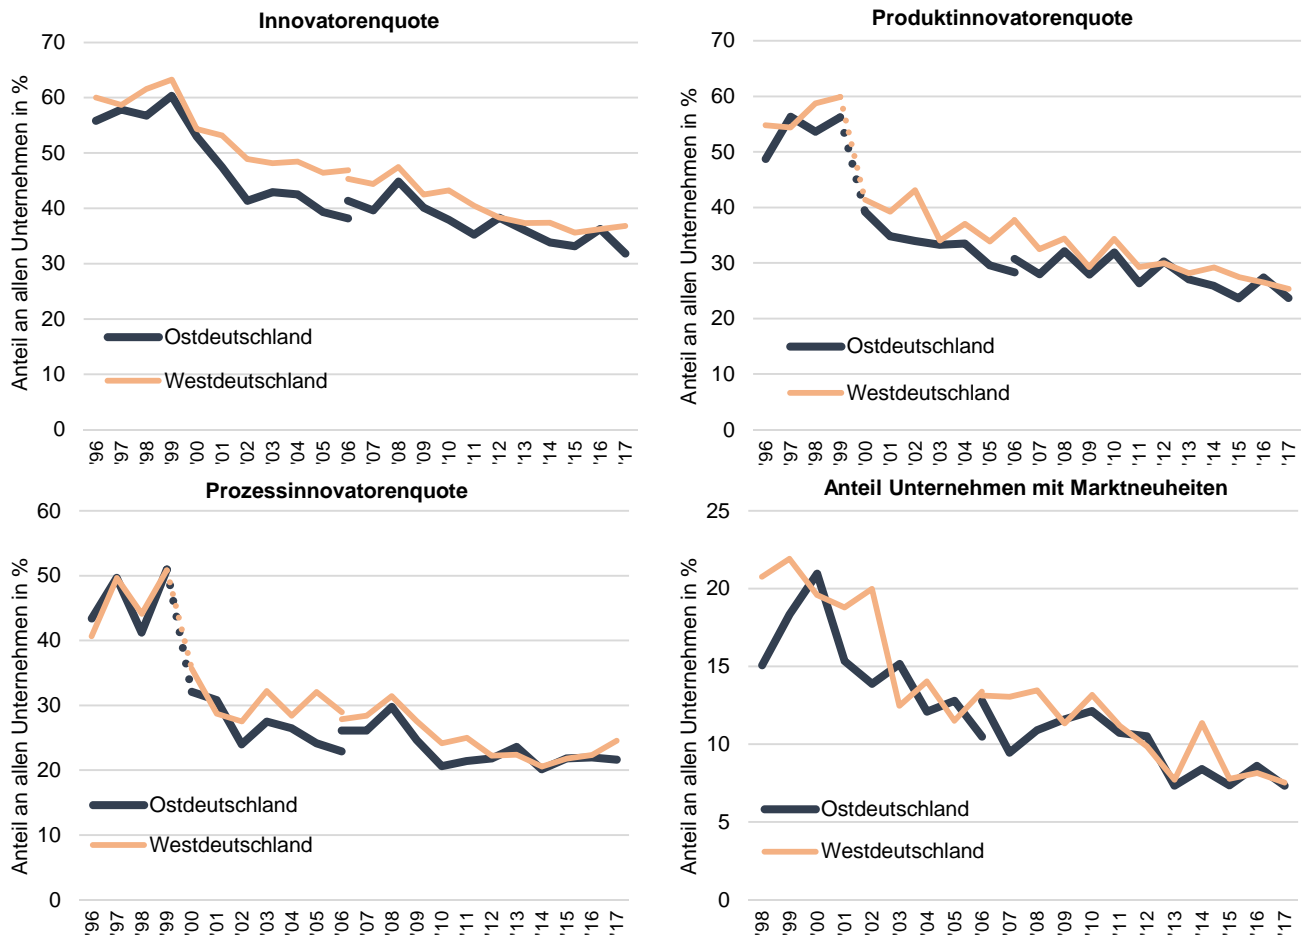 Innovatorenquote
Anteil an allen Unternehmen in %
70
60
50
40
30
20
10
0
Ostdeutschland
Westdeutschland
'96 '97 '98 '99 '00 '01 '02 '03 '04 '05 '06 '07 '08 '09 '10 '11 '12 '13 '14 '15 '16 '17
Produktinnovatorenquote
Anteil an allen Unternehmen in %
70
60
50
40
30
20
10
0
Ostdeutschland
Westdeutschland
'96 '97 '98 '99 '00 '01 '02 '03 '04 '05 '06 '07 '08 '09 '10 '11 '12 '13 '14 '15 '16 '17
Prozessinnovatorenquote
Anteil an allen Unternehmen in %
60
50
40
30
20
10
0
Ostdeutschland
Westdeutschland
'96 '97 '98 '99 '00 '01 '02 '03 '04 '05 '06 '07 '08 '09 '10 '11 '12 '13 '14 '15 '16 '17
Anteil Unternehmen mit Marktneuheiten
Anteil an allen Unternehmen in %
25
20
15
10
5
0
Ostdeutschland
Westdeutschland
'98 '99 '00 '01 '02 '03 '04 '05 '06 '07 '08 '09 '10 '11 '12 '13 '14 '15 '16 '17